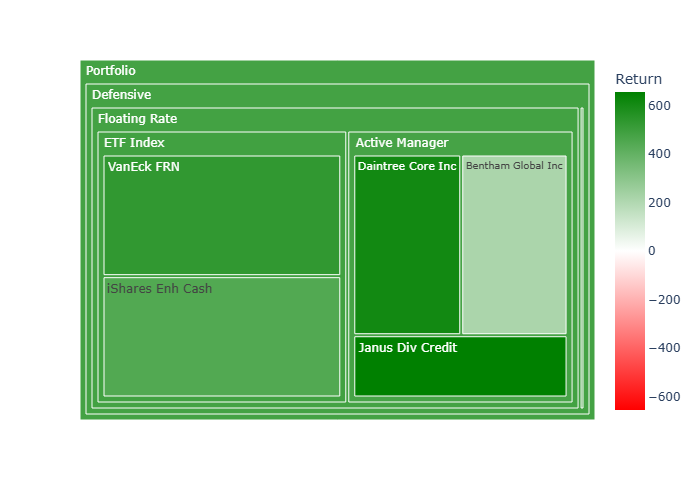 Portfolio
Defensive
Floating Rate
ETF Index
VanEck FRN
iShares Enh Cash
Active Manager
Daintree Core Inc
Bentham Global Inc
Janus Div Credit
Return
600
400
200
0
−200
−400
−600